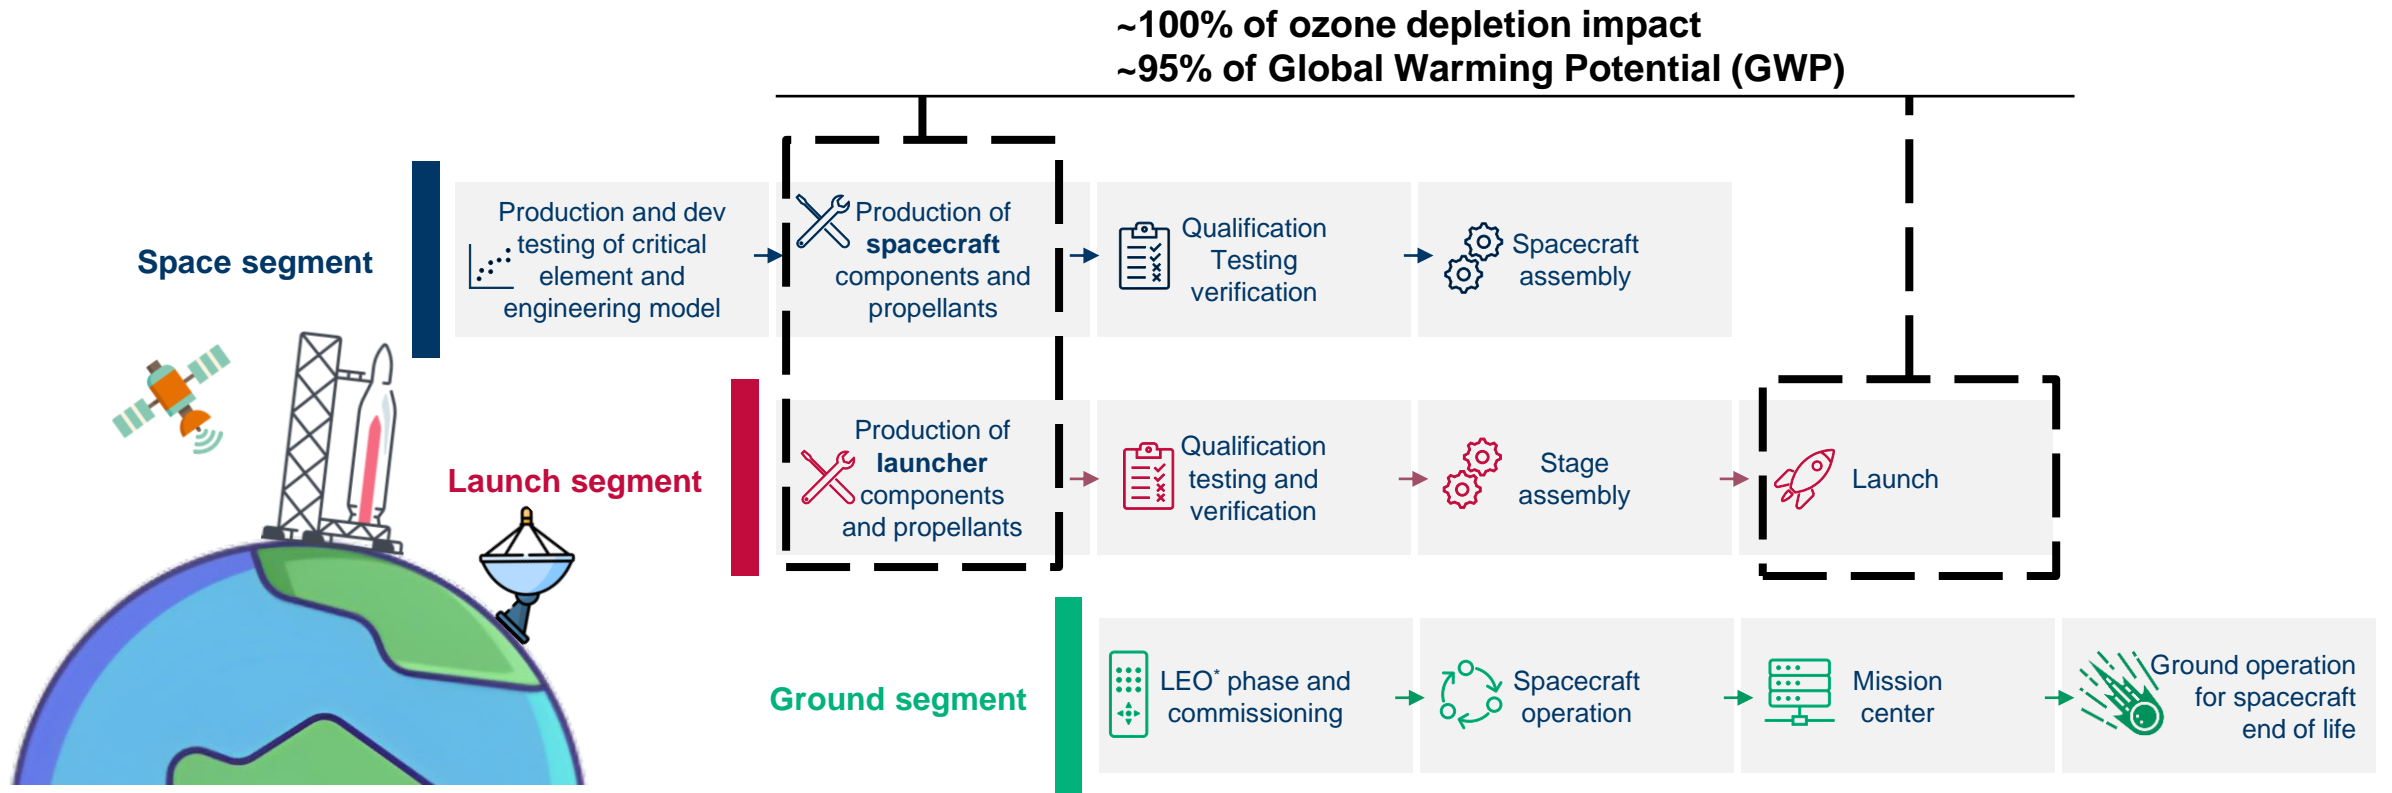 ~100% of ozone depletion impact
~95% of Global Warming Potential (GWP)
Space segment
Production and dev
testing of critical
element and
engineering model
Production of
spacecraft
components and
propellants
Qualification
Testing
verification
Spacecraft
assembly
Launch segment
Production of
launcher
components
and propellants
Qualification
testing and
verification
Stage
assembly
Launch
Ground segment
LEO* phase and
commissioning
Spacecraft
operation
Mission
center
Ground operation
for spacecraft
end of life